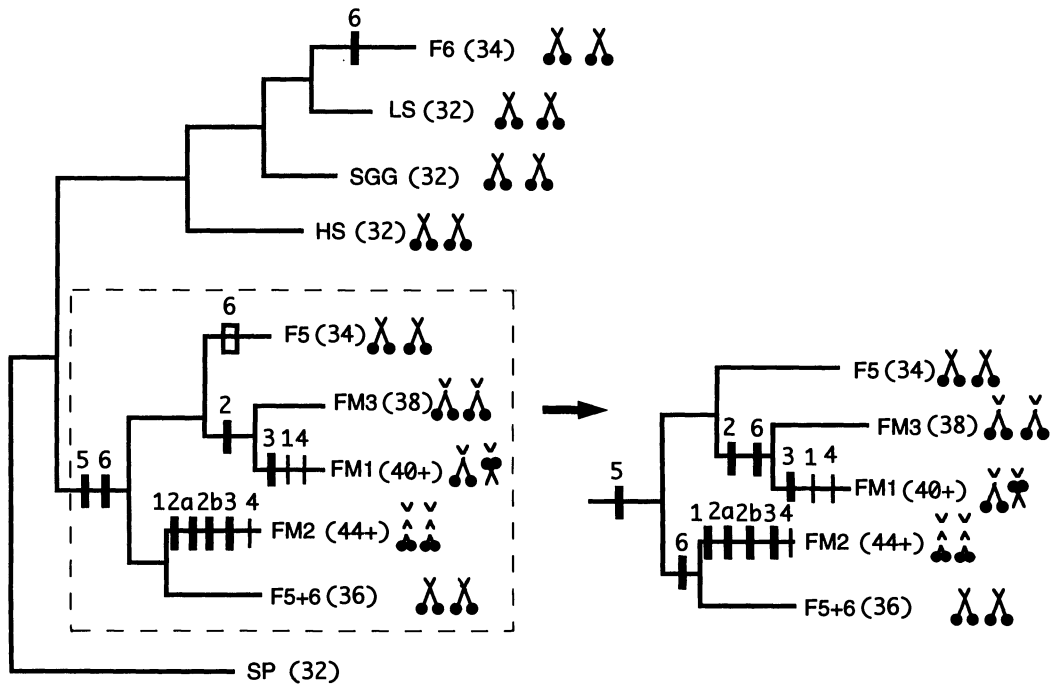 6
F6 (34)
LS (32)
SGG (32)
HS (32)
6
F5 (34)
2
FM3 (38)
3 1 4
FM1 (40+)
5 6
1 2a 2b 3 4
FM2 (44+)
F5+6 (36)
SP (32)
F5 (34)
2 6
FM3 (38)
3 1 4
FM1 (40+)
5
1 2a 2b 3 4
FM2 (44+)
6
F5+6 (36)